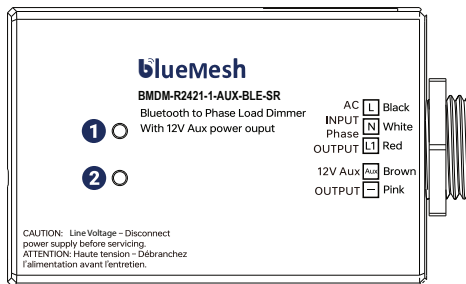 blueMesh
BMDM-R2421-1-AUX-BLE-SR
Bluetooth to Phase Load Dimmer
With 12V Aux power ouput
1
2
AC INPUT L Black
N White
Phase OUTPUT L1 Red
12V Aux Aux Brown
OUTPUT — Pink
CAUTION: Line Voltage – Disconnect
power supply before servicing.
ATTENTION: Haute tension – Débranchez
l'alimentation avant l'entretien.